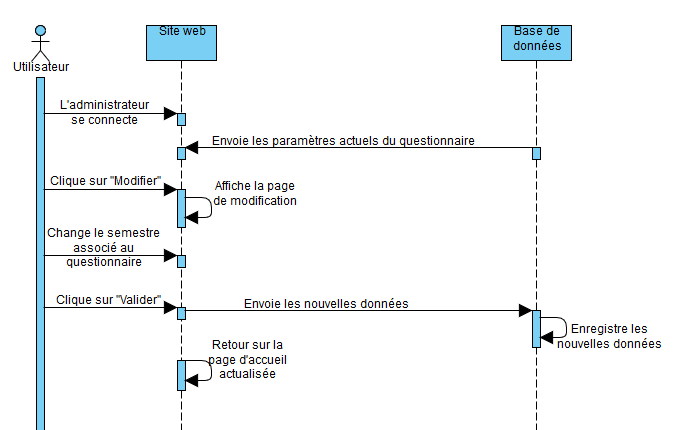 Site web
Base de
données
Utilisateur
L'administrateur
se connecte
Envoie les paramètres actuels du questionnaire
Clique sur "Modifier"
Affiche la page
de modification
Change le semestre
associé au
questionnaire
Clique sur "Valider"
Envoie les nouvelles données
Enregistre les
nouvelles données
Retour sur la
page d'accueil
actualisée